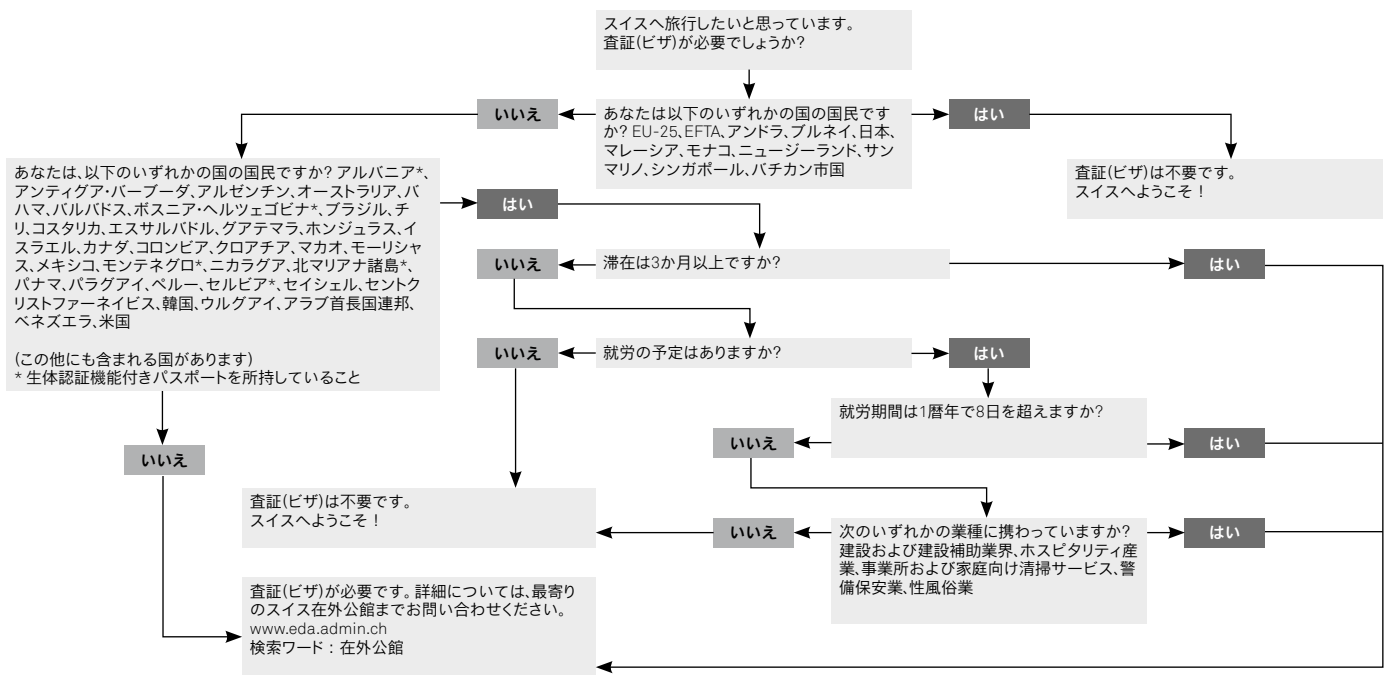 スイスへ旅行したいと思っています。
査証(ビザ)が必要でしょうか?
いいえ
あなたは以下のいずれかの国の国民です
か? EU-25、EFTA、アンドラ、ブルネイ、日本、
マレーシア、モナコ、ニュージーランド、サン
マリノ、シンガポール、バチカン市国
はい
あなたは、以下のいずれかの国の国民ですか? アルバニア*、
アンティグア・バーブーダ、アルゼンチン、オーストラリア、バ
ハマ、バルバドス、ボスニア・ヘルツェゴビナ*、ブラジル、チ
リ、コスタリカ、エスサルバドル、グアテマラ、ホンジュラス、イ
スラエル、カナダ、コロンビア、クロアチア、マカオ、モーリシャ
ス、メキシコ、モンテネグロ*、ニカラグア、北マリアナ諸島*、
パナマ、パラグアイ、ペルー、セルビア*、セイシェル、セントク
リストファーネイビス、韓国、ウルグアイ、アラブ首長国連邦、
ベネズエラ、米国
(この他にも含まれる国があります)
* 生体認証機能付きパスポートを所持していること
査証(ビザ)は不要です。
スイスへようこそ！
はい
いいえ
滞在は3か月以上ですか?
はい
いいえ
就労の予定はありますか?
はい
就労期間は1暦年で8日を超えますか?
いいえ
はい
いいえ
査証(ビザ)は不要です。
スイスへようこそ！
いいえ
次のいずれかの業種に携わっていますか?
建設および建設補助業界、ホスピタリティ産
業、事業所および家庭向け清掃サービス、警
備保安業、性風俗業
はい
査証(ビザ)が必要です。詳細については、最寄り
のスイス在外公館までお問い合わせください。
www.eda.admin.ch
検索ワード：在外公館